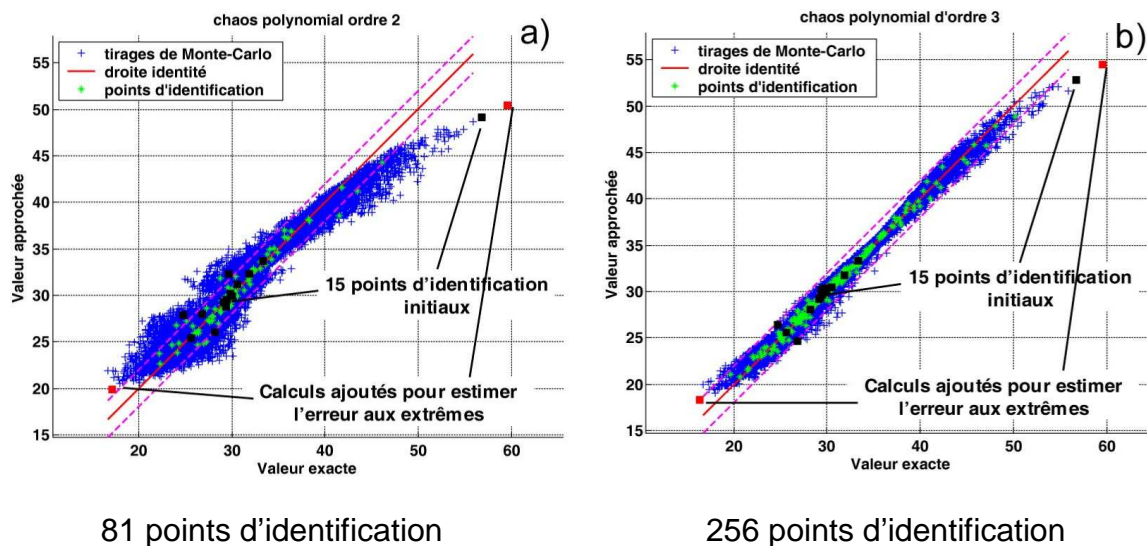 chaos polynomial ordre 2
a)
tirages de Monte-Carlo
droite identité
points d'identification
55
50
45
40
35
30
25
20
15
Valeur approchée
15 points d'identification
initiaux
Calculs ajoutés pour estimer
l'erreur aux extrêmes
20
30
40
50
60
Valeur exacte
81 points d'identification
chaos polynomial d'ordre 3
b)
tirages de Monte-Carlo
droite identité
points d'identification
55
50
45
40
35
30
25
20
15
Valeur approchée
15 points d'identification
initiaux
Calculs ajoutés pour estimer
l'erreur aux extrêmes
20
30
40
50
60
Valeur exacte
256 points d'identification